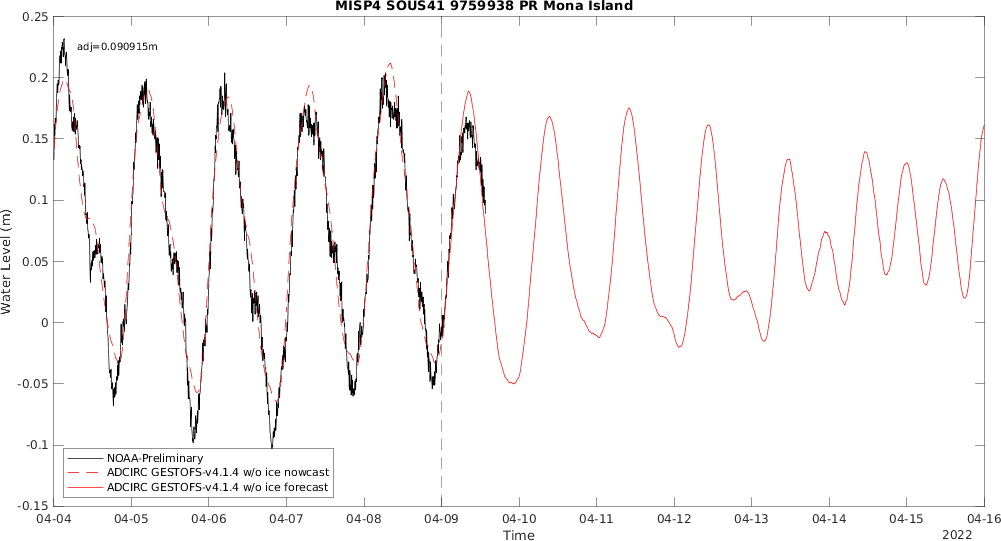 MISP4 SOUS41 9759938 PR Mona Island
adj=0.090915m
0.25
0.2
0.15
0.1
0.05
0
-0.05
-0.1
-0.15
Water Level (m)
NOAA-Preliminary
ADCIRC GESTOFS-v4.1.4 w/o ice nowcast
ADCIRC GESTOFS-v4.1.4 w/o ice forecast
04-04 04-05 04-06 04-07 04-08 04-09 04-10 04-11 04-12 04-13 04-14 04-15 04-16
Time
2022